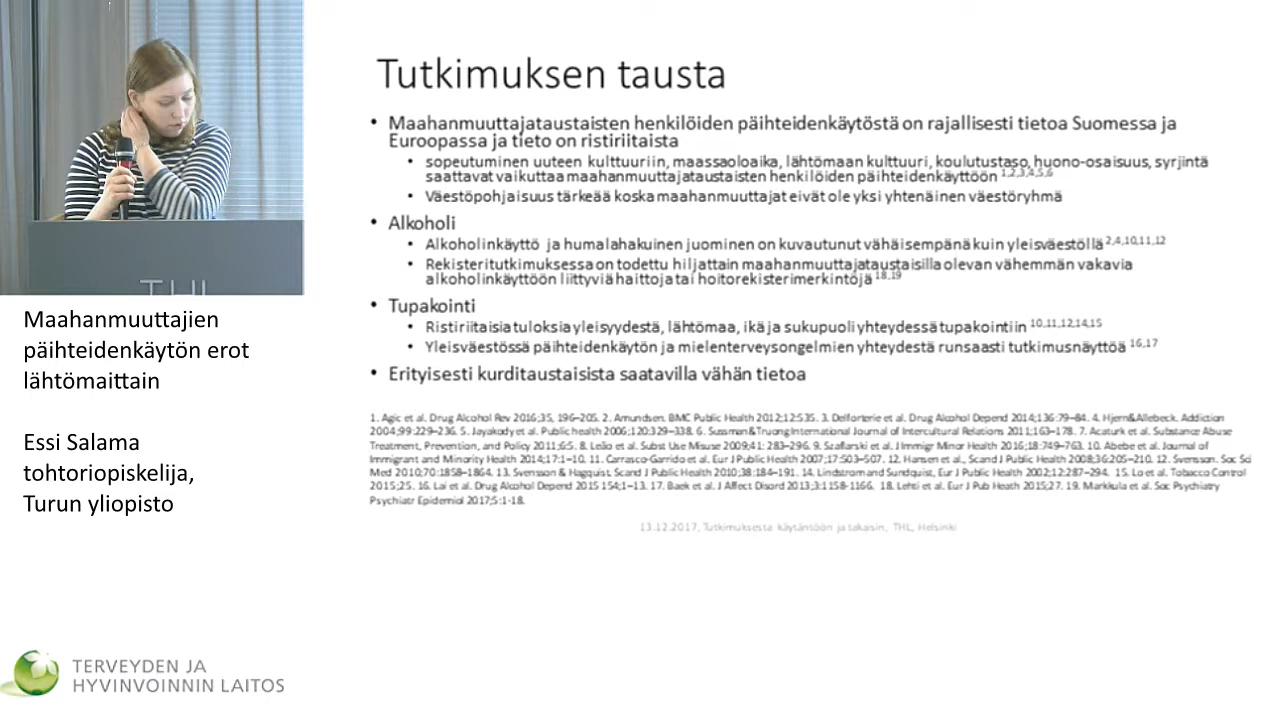 Tutkimuksen tausta
• Maahanmuuttajataustaisten henkilöiden päihteidenkäytöstä on rajallisesti tietoa Suomessa ja
Euroopassa ja tieto on ristiriitaista
• sopeutuminen uuteen kulttuuriin, maassaoloaika, lähtömaan kulttuuri, koulutustaso, huono-osaisuus, syrjintä
saattavat vaikuttaa maahanmuuttajataustaisten henkilöiden päihteidenkäyttöön 1,2,3,4,5,6
• Väestöpohjaisuus tärkeää koska maahanmuuttajat eivät ole yksi yhtenäinen väestöryhmä
• Alkoholi
• Alkoholinkäyttö ja humalahakuinen juominen on kuvautunut vähäisempänä kuin yleisväestöllä 2,4,10,11,12
• Rekisteritutkimuksessa on todettu hiljattain maahanmuuttajataustaisilla olevan vähemmän vakavia
alkoholinkäyttöön liittyviä haittoja tai hoitorekisterimerkintöjä 18,19
• Tupakointi
• Ristiriitaisia tuloksia yleisyydestä, lähtömaa, ikä ja sukupuoli yhteydessä tupakointiin 10,11,12,14,15
• Yleisväestössä päihteidenkäytön ja mielenterveysongelmien yhteydestä runsaasti tutkimusnäyttöä 16,17
• Erityisesti kurditaustaisista saatavilla vähän tietoa
1. Agic et al. Drug Alcohol Rev 2016;35, 196–205. 2. Amundsen. BMC Public Health 2012;12:535. 3. Delforterie et al. Drug Alcohol Depend 2014;136:79–84. 4. Hjern&Allebeck. Addiction
2004;99:229–236. 5. Jayakody et al. Public health 2006;120:329–338. 6. Sussman&Truong International Journal of Intercultural Relations 2011;163–178. 7. Acaturk et al. Substance Abuse
Treatment, Prevention, and Policy 2011;6:5. 8. Leão et al. Subst Use Misuse 2009;41: 283–296. 9. Szaflarski et al. J Immigr Minor Health 2016;18:749–763. 10. Abebe et al. Journal of
Immigrant and Minority Health 2014;17:1–10. 11. Carrasco-Garrido et al. Eur J Public Health 2007;17:503–507. 12. Hansen et al., Scand J Public Health 2008;36:205–210. 12. Svensson. Soc Sci
Med 2010;70:1858–1864. 13. Svensson & Hagquist, Scand J Public Health 2010;38:184–191. 14. Lindstrom and Sundquist, Eur J Public Health 2002;12:287–294. 15. Lo et al. Tobacco Control
2015;25. 16. Lai et al. Drug Alcohol Depend 2015 154;1–13. 17. Baek et al. J Affect Disord 2013;3:1158-1166. 18. Lehti et al. Eur J Pub Heath 2015;27. 19. Markkula et al. Soc Psychiatry
Psychiatr Epidemiol 2017;5:1-18.
13.12.2017, Tutkimuksesta käytäntöön ja takaisin, THL, Helsinki
THL
Maahanmuuttajien
päihteidenkäytön erot
lähtömaittain
Essi Salama
tohtoriopiskelija,
Turun yliopisto
TERVEYDEN JA
HYVINVOINNIN LAITOS